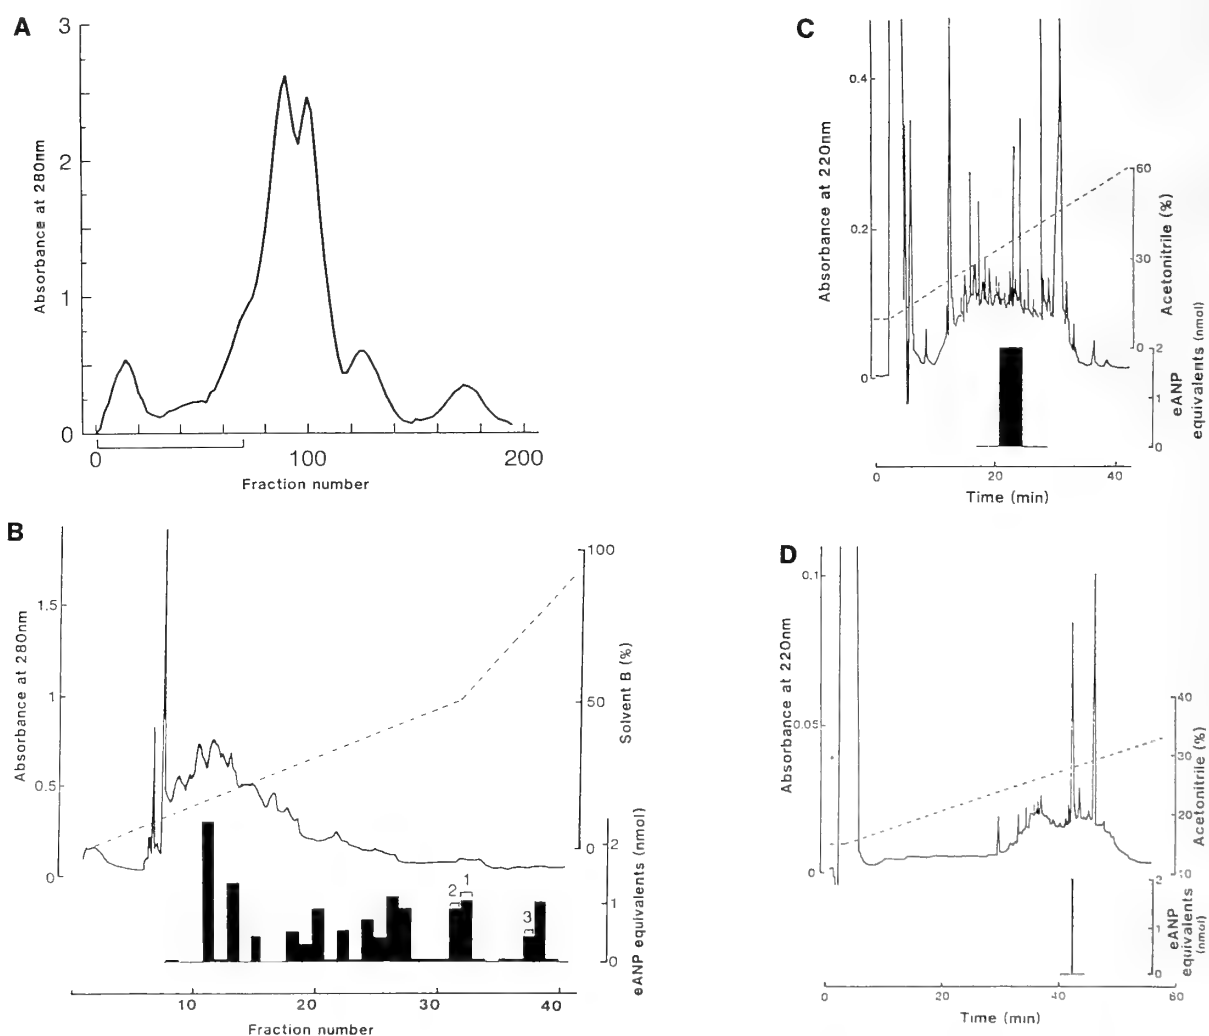 A
3
2
1
0
Absorbance at 280nm
0 100 200
Fraction number
B
1.5
1
0.5
0
Absorbance at 280nm
100
50
0
Solvent B (%)
2
1
0
eANP equivalents (nmol)
2 1
3
10 20 30 40
Fraction number
C
0.4
0.2
0
Absorbance at 220nm
60
30
0
Acetonitrile (%)
2
1
0
eANP
equivalents (nmol)
0 20 40
Time (min)
D
0.1
0.05
0
Absorbance at 220nm
40
30
20
10
Acetonitrile (%)
2
1
0
eANP
equivalents
(nmol)
0 20 40 60
Time (min)